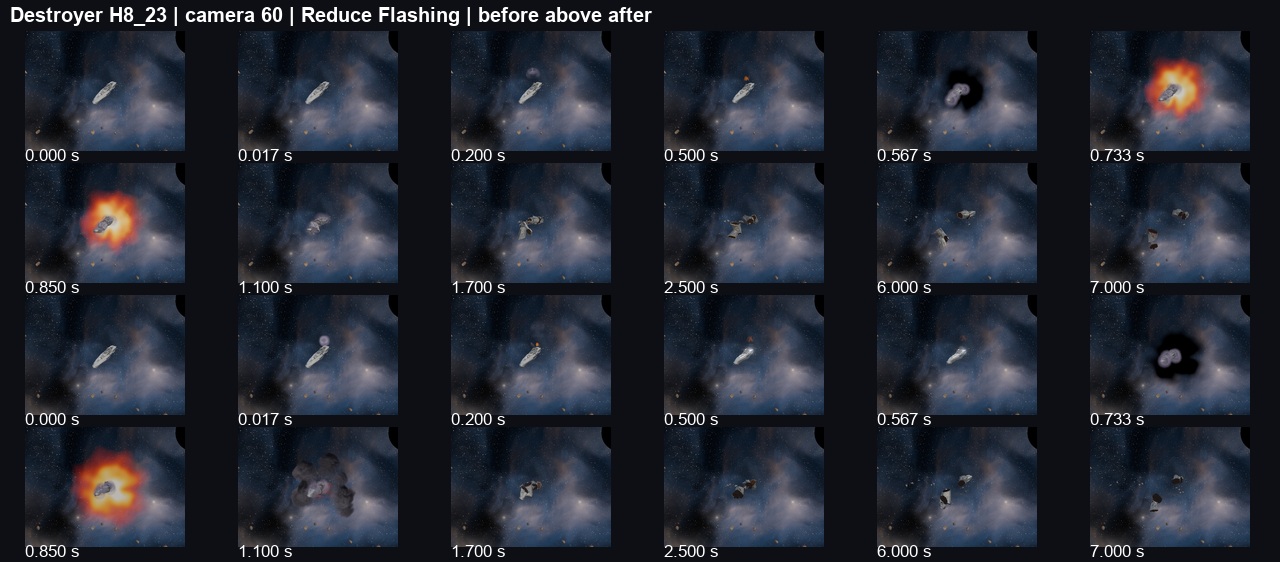 Destroyer H8_23 | camera 60 | Reduce Flashing | before above after
0.000 s 0.017 s 0.200 s 0.500 s 0.567 s 0.733 s
0.850 s 1.100 s 1.700 s 2.500 s 6.000 s 7.000 s
0.000 s 0.017 s 0.200 s 0.500 s 0.567 s 0.733 s
0.850 s 1.100 s 1.700 s 2.500 s 6.000 s 7.000 s